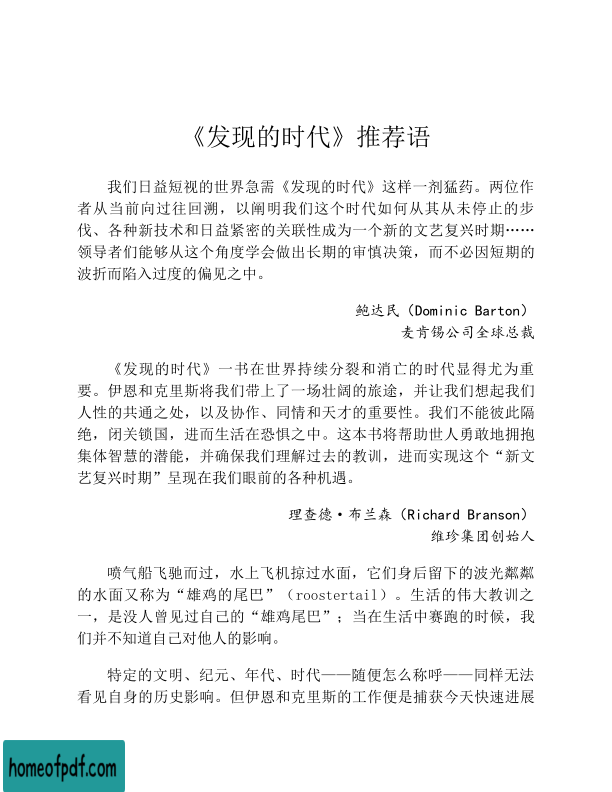 《发现的时代》推荐语
我们日益短视的世界急需《发现的时代》这样一剂猛药。两位作
者从当前向过往回溯，以阐明我们这个时代如何从其从未停止的步
伐、各种新技术和日益紧密的关联性成为一个新的文艺复兴时期……
领导者们能够从这个角度学会做出长期的审慎决策，而不必因短期的
波折而陷入过度的偏见之中。
鲍达民（Dominic Barton）
麦肯锡公司全球总裁
《发现的时代》一书在世界持续分裂和消亡的时代显得尤为重
要。伊恩和克里斯将我们带上了一场壮阔的旅途，并让我们想起我们
人性的共通之处，以及协作、同情和天才的重要性。我们不能彼此隔
绝，闭关锁国，进而生活在恐惧之中。这本书将帮助世人勇敢地拥抱
集体智慧的潜能，并确保我们理解过去的教训，进而实现这个“新文
艺复兴时期”呈现在我们眼前的各种机遇。
理查德·布兰森（Richard Branson）
维珍集团创始人
喷气船飞驰而过，水上飞机掠过水面，它们身后留下的波光粼粼
的水面又称为“雄鸡的尾巴”（roostertail）。生活的伟大教训之
一，是没人曾见过自己的“雄鸡尾巴”；当在生活中赛跑的时候，我
们并不知道自己对他人的影响。
特定的文明、纪元、年代、时代——随便怎么称呼——同样无法
看见自身的历史影响。但伊恩和克里斯的工作便是捕获今天快速进展
homeofpdf.com